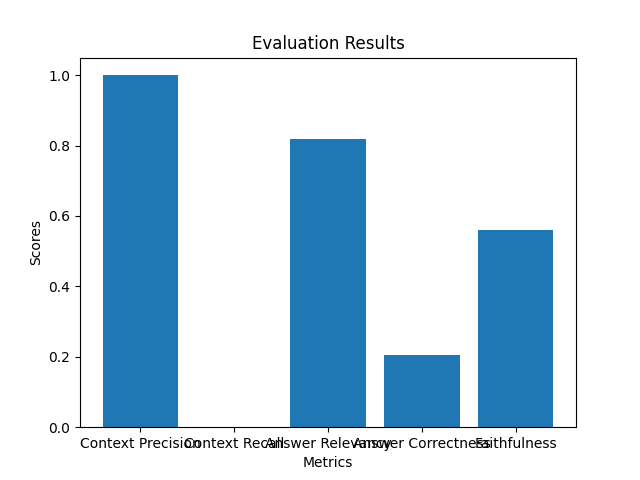 Evaluation Results
1.0
0.8
0.6
0.4
0.2
0.0
Scores
Context Precision Context Recall Answer Relevancy Answer Correctness Faithfulness
Metrics